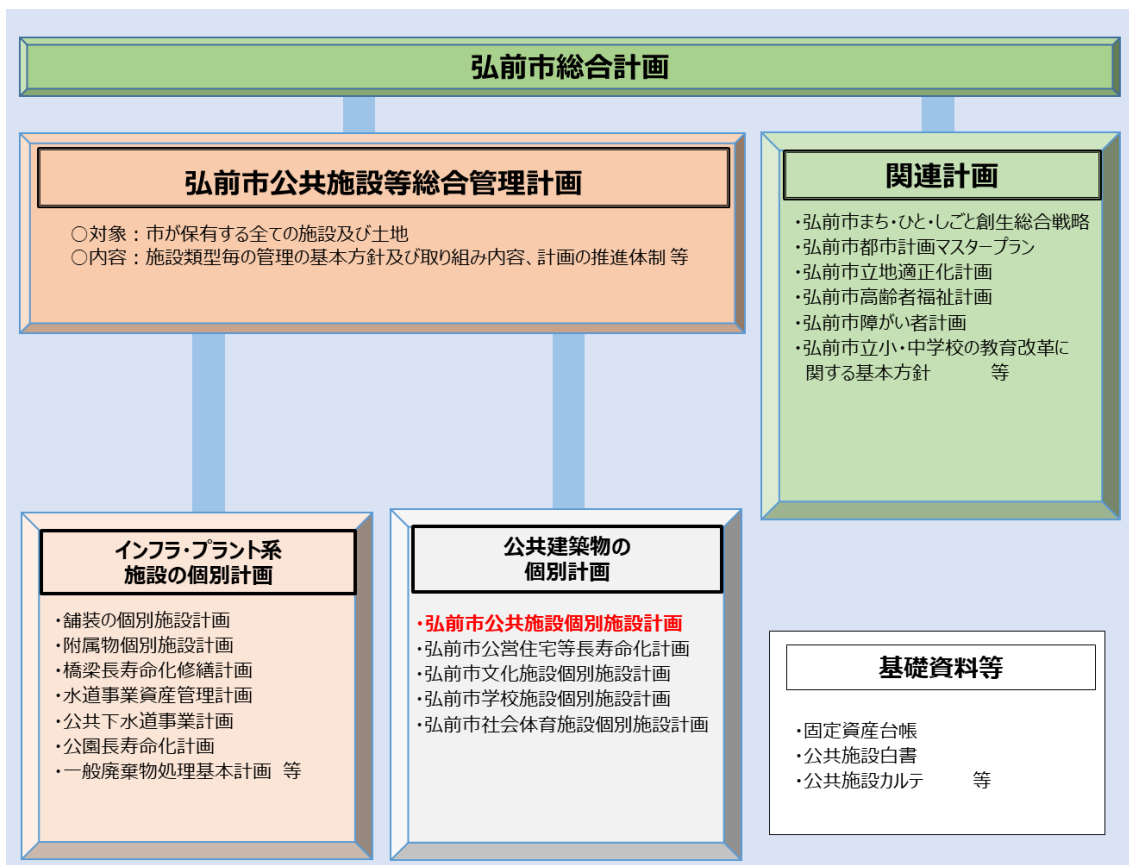 弘前市総合計画
弘前市公共施設等総合管理計画
○対象：市が保有する全ての施設及び土地
○内容：施設類型毎の管理の基本方針及び取り組み内容、計画の推進体制 等
関連計画
・弘前市まち・ひと・しごと創生総合戦略
・弘前市都市計画マスタープラン
・弘前市立地適正化計画
・弘前市高齢者福祉計画
・弘前市障がい者計画
・弘前市立小・中学校の教育改革に
関する基本方針 等
インフラ・プラント系
施設の個別計画
・舗装の個別施設計画
・附属物個別施設計画
・橋梁長寿命化修繕計画
・水道事業資産管理計画
・公共下水道事業計画
・公園長寿命化計画
・一般廃棄物処理基本計画 等
公共建築物の
個別計画
・弘前市公共施設個別施設計画
・弘前市公営住宅等長寿命化計画
・弘前市文化施設個別施設計画
・弘前市学校施設個別施設計画
・弘前市社会体育施設個別施設計画
基礎資料等
・固定資産台帳
・公共施設白書
・公共施設カルテ 等